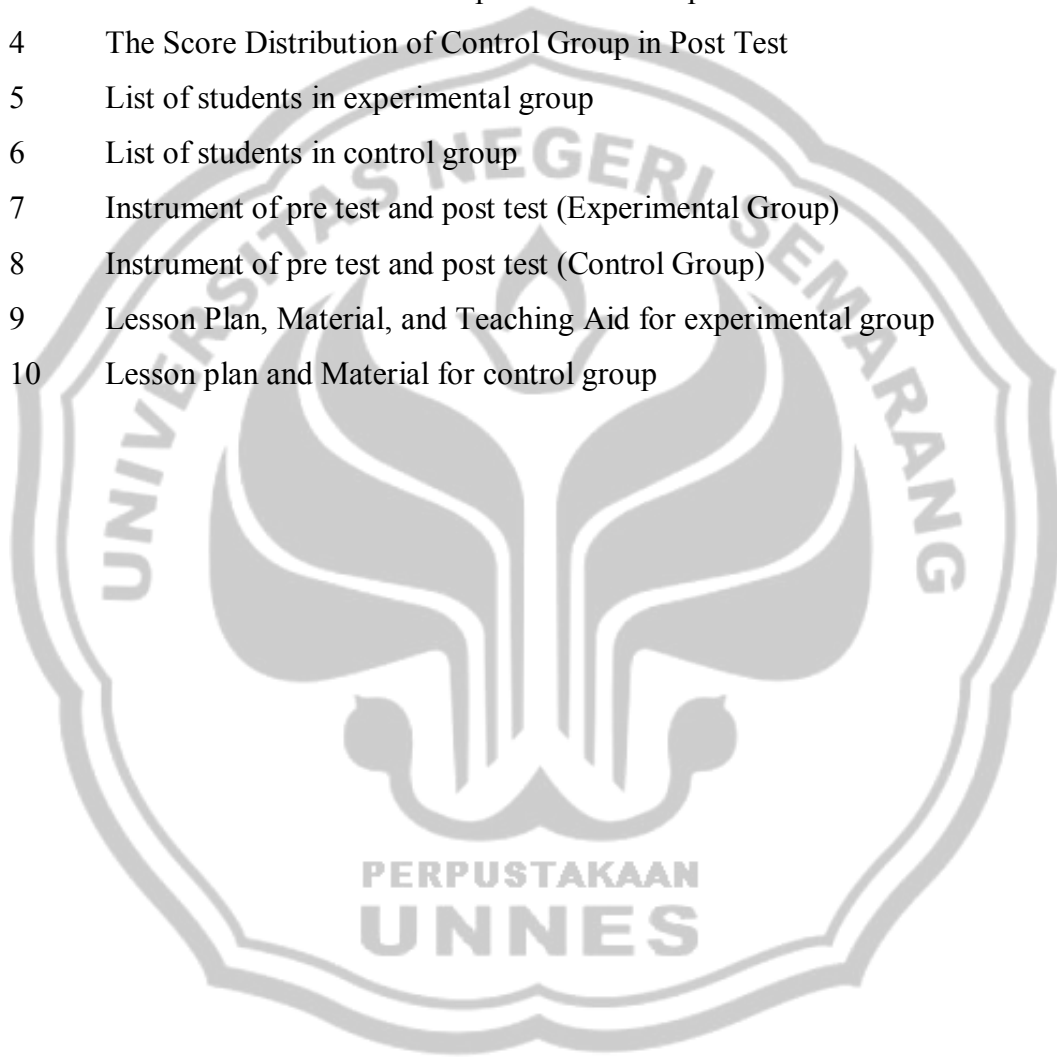 4 The Score Distribution of Control Group in Post Test
5 List of students in experimental group
6 List of students in control group
7 Instrument of pre test and post test (Experimental Group)
8 Instrument of pre test and post test (Control Group)
9 Lesson Plan, Material, and Teaching Aid for experimental group
10 Lesson plan and Material for control group
UNIVERSITAS NEGERI SEMARANG
PERPUSTAKAAN
UNNES